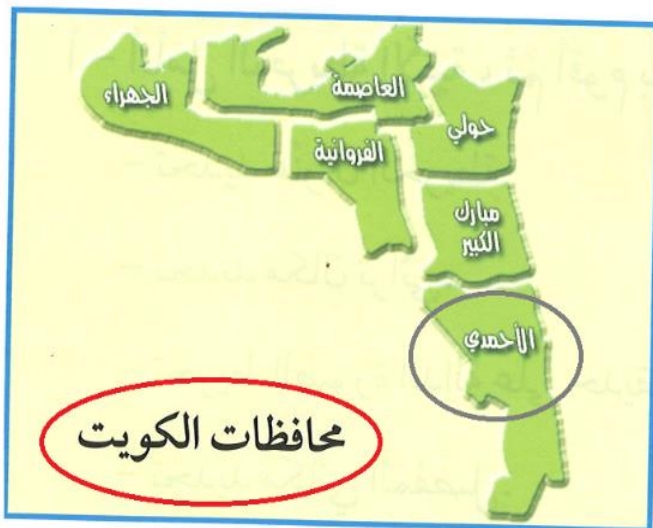 العاصمة
الجهراء
حولي
الفروانية
مبارك
الكبير
الأحمدي
محافظات الكويت